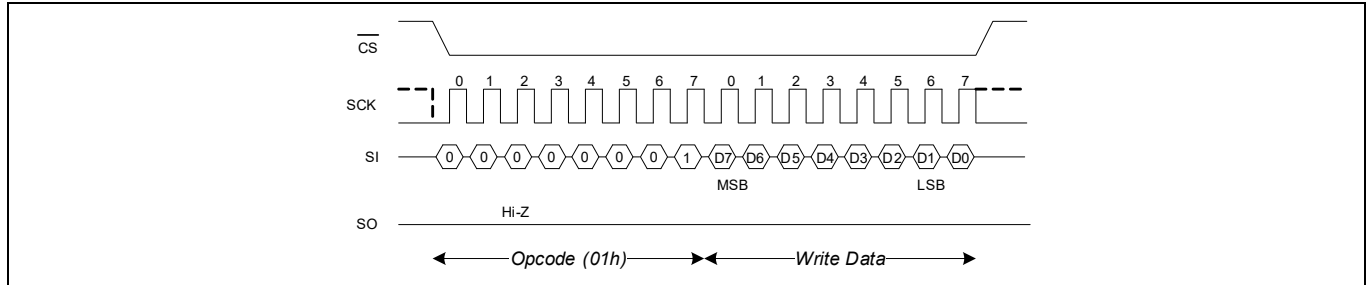 CS
0 1 2 3 4 5 6 7 0 1 2 3 4 5 6 7
SCK
SI 0 0 0 0 0 0 0 1 D7 D6 D5 D4 D3 D2 D1 D0
MSB LSB
Hi-Z
SO
Opcode (01h) Write Data